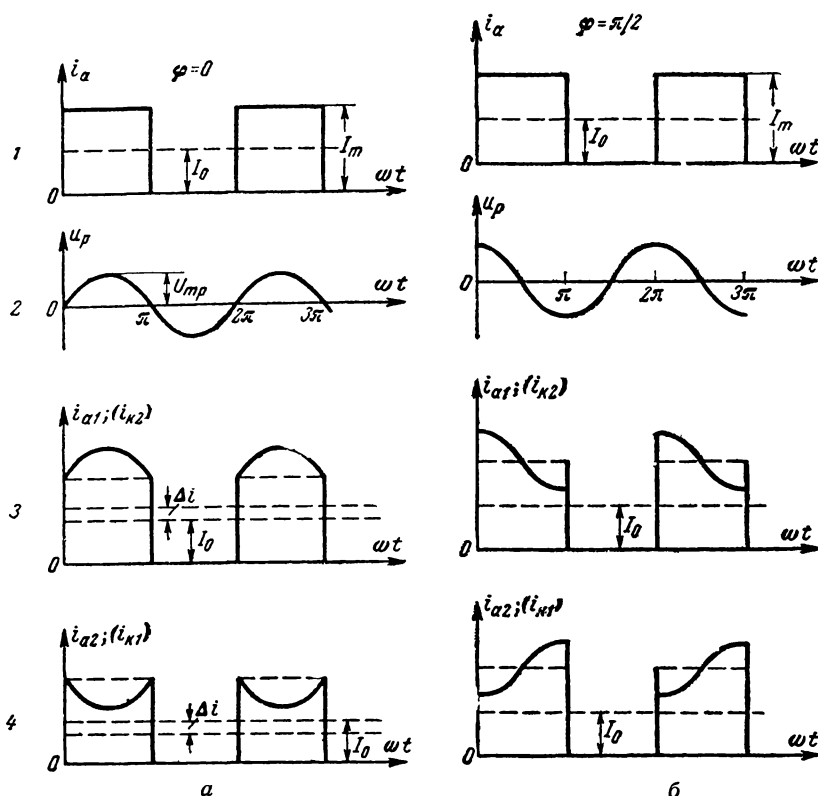 i_a φ=0
1
I_0
I_m
0
ωt
u_p
2
U_mp
0
π 2π 3π
ωt
i_a1; (i_к2)
3
Δi
I_0
0
ωt
i_a2; (i_к1)
4
Δi
I_0
0
ωt
а
i_a φ=π/2
I_0
I_m
0
ωt
u_p
0
π 2π 3π
ωt
i_a1; (i_к2)
I_0
0
ωt
i_a2; (i_к1)
I_0
0
ωt
б